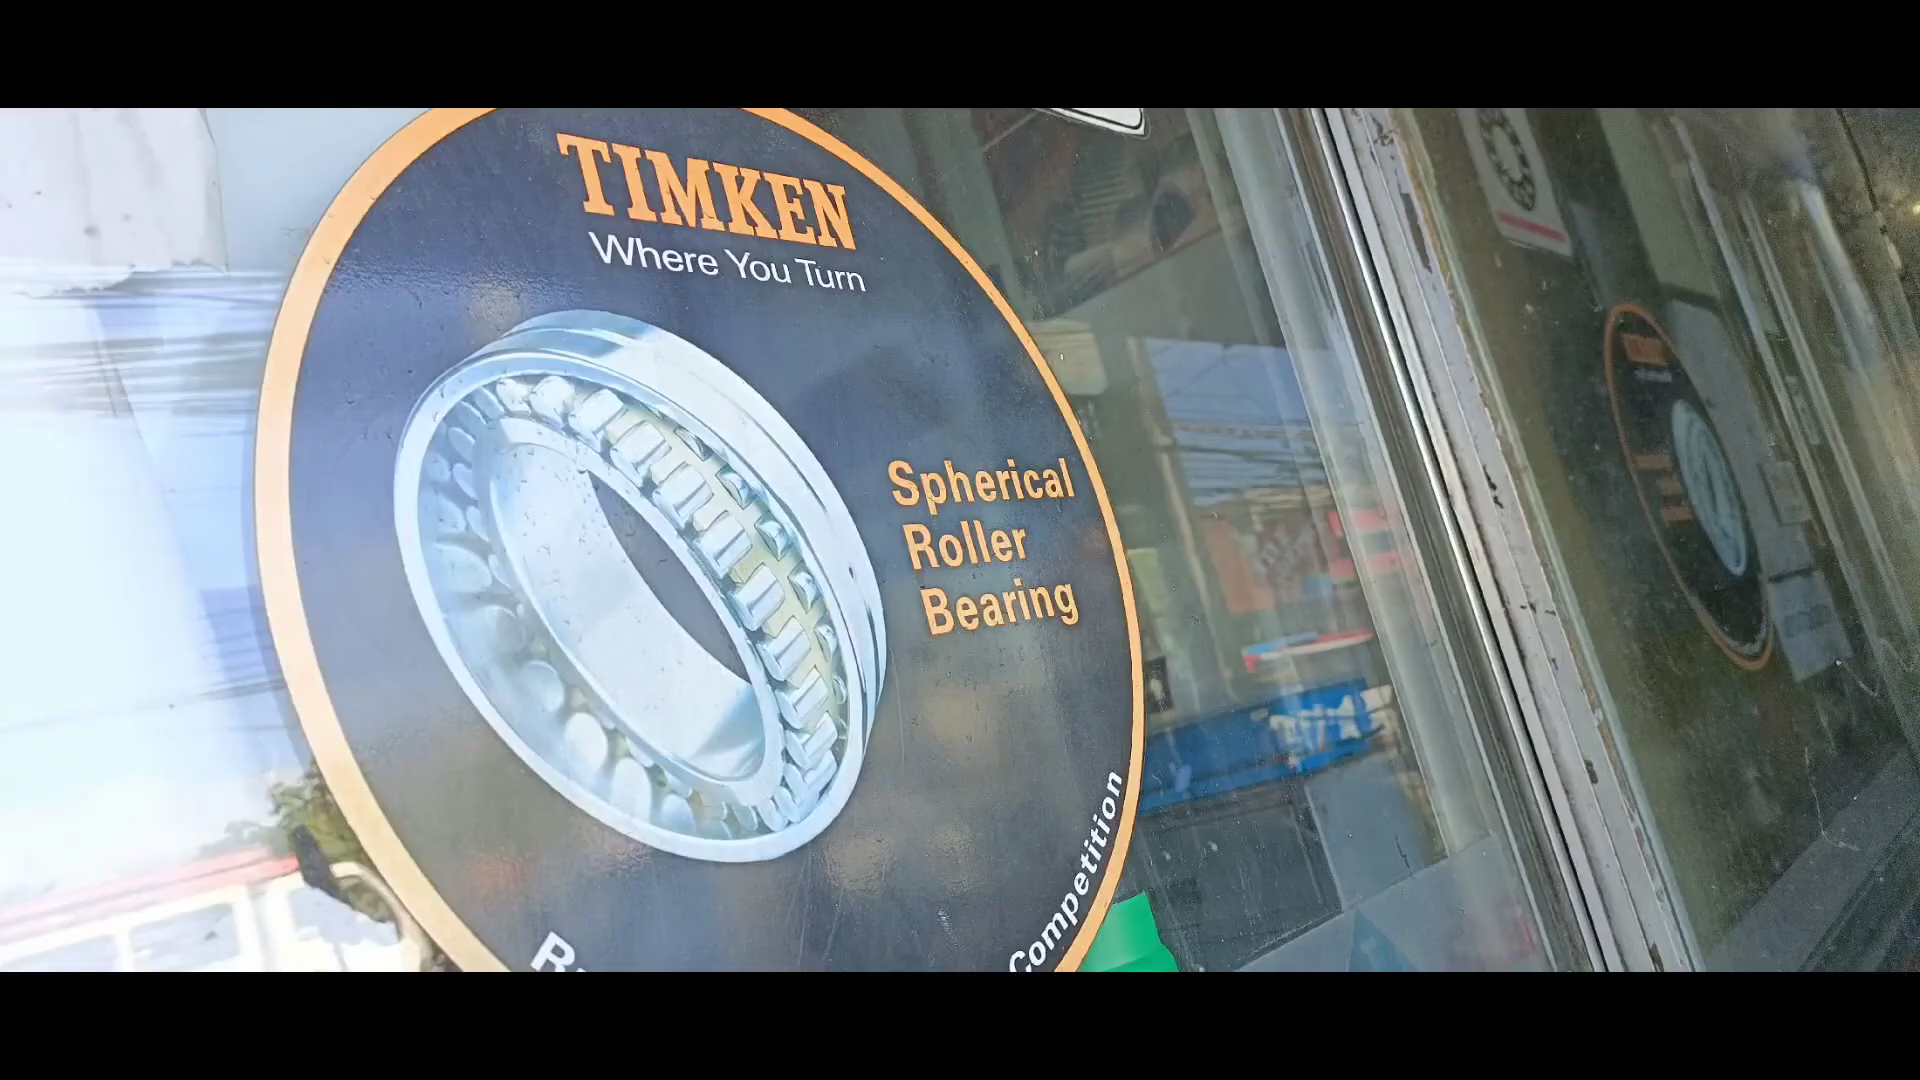 TIMKEN
Where You Turn
Spherical
Roller
Bearing
Competition